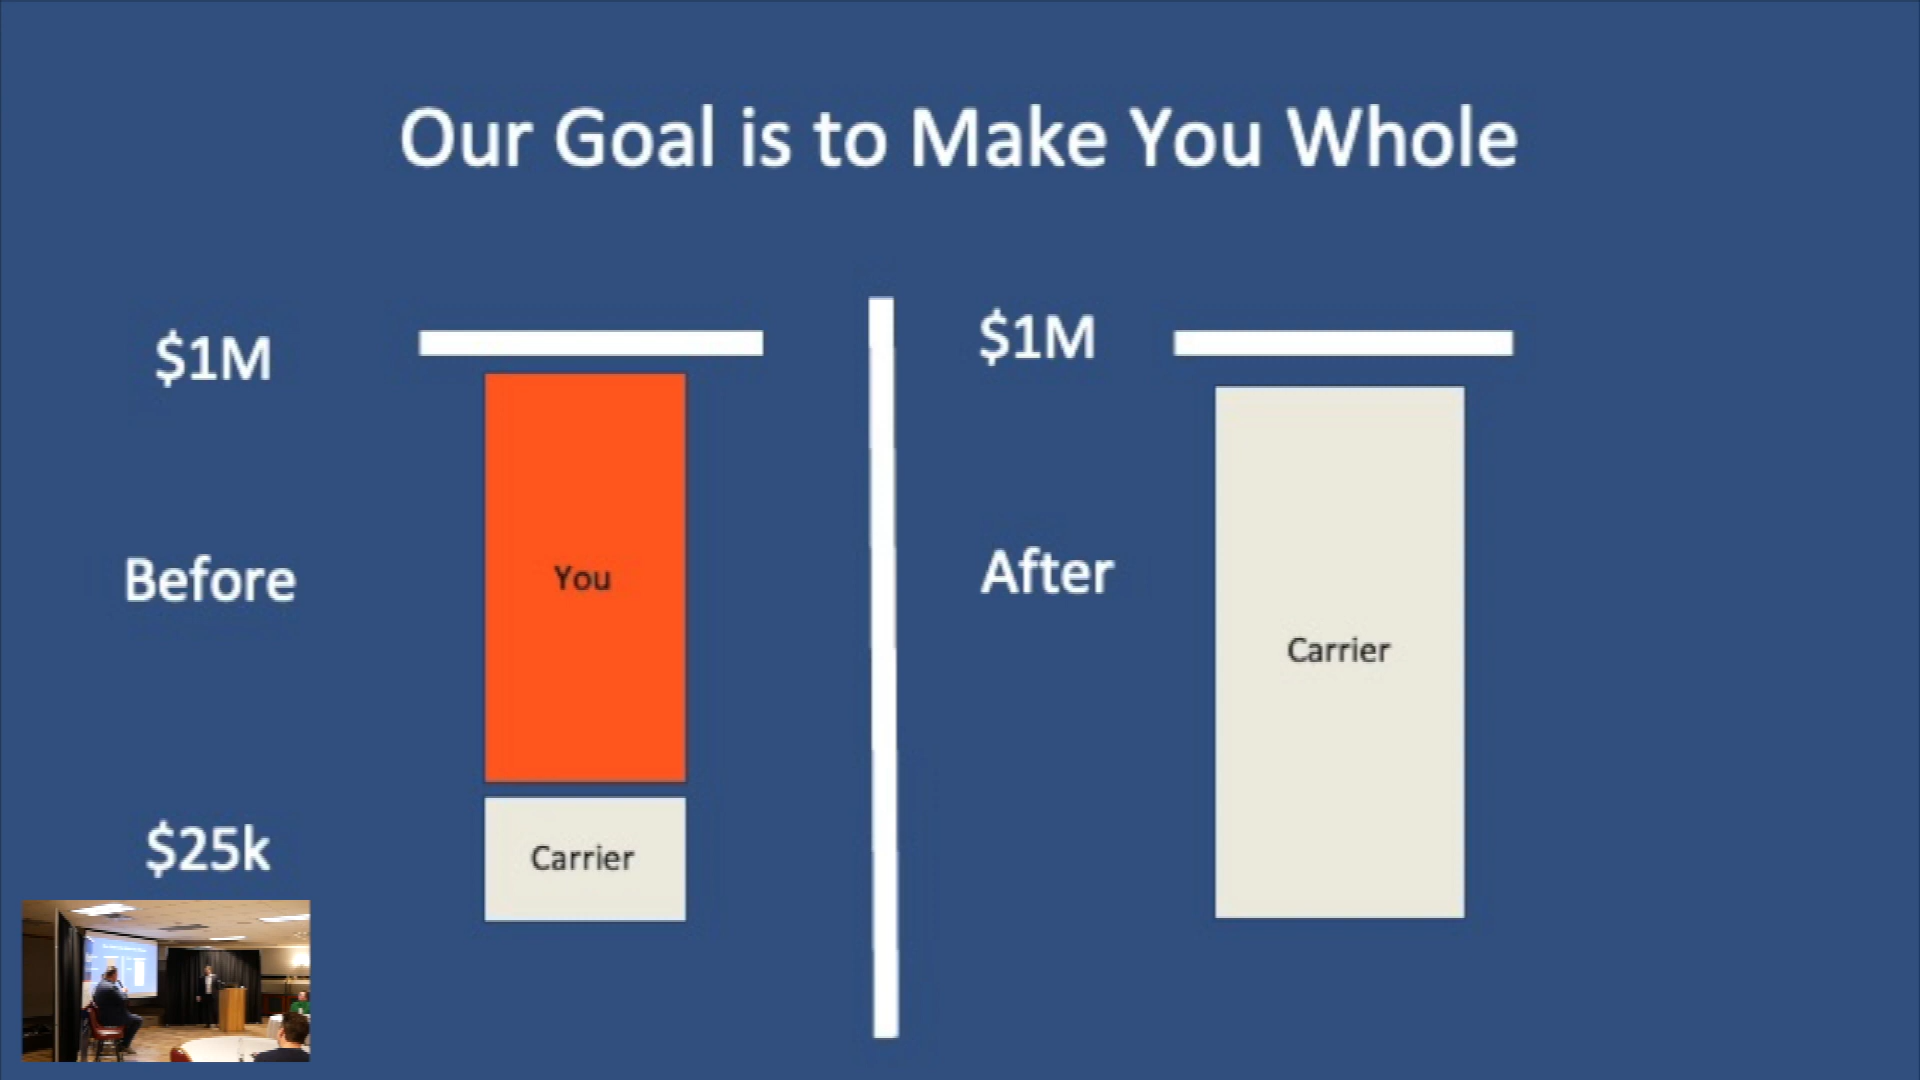 Our Goal is to Make You Whole
$1M
Before
$25k
You
Carrier
$1M
After
Carrier